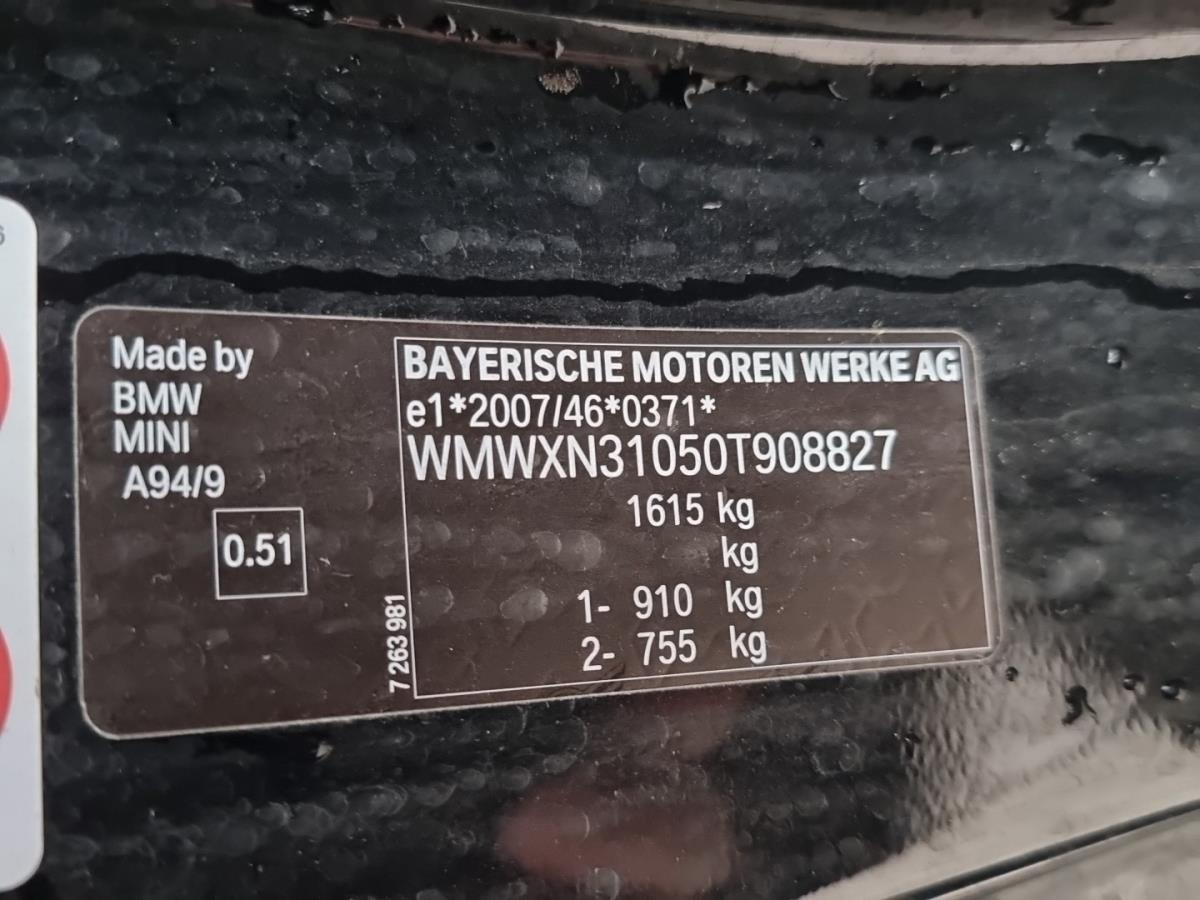 Made by
BMW
MINI
A94/9
0.51
7 263 981
BAYERISCHE MOTOREN WERKE AG
e1*2007/46*0371*
WMWXN31050T908827
1615 kg
kg
1- 910 kg
2- 755 kg